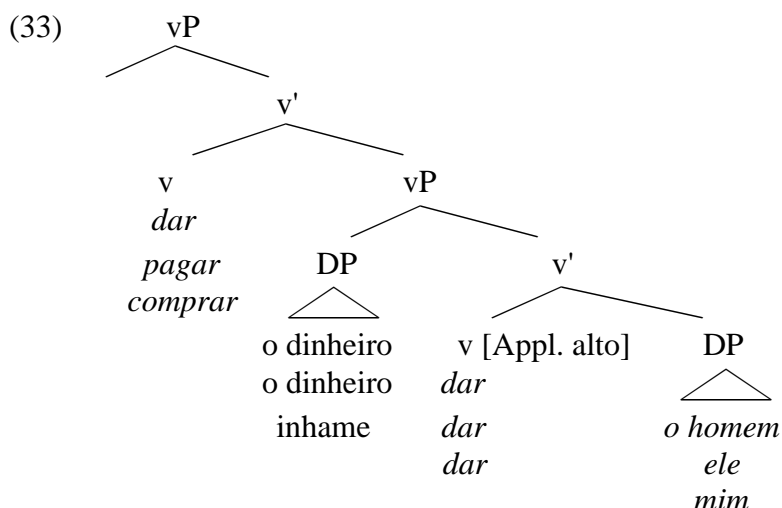 (33) vP
v'
v vP
dar
pagar DP v'
comprar
o dinheiro v [Appl. alto] DP
o dinheiro dar
inhame dar o homem
dar ele
mim